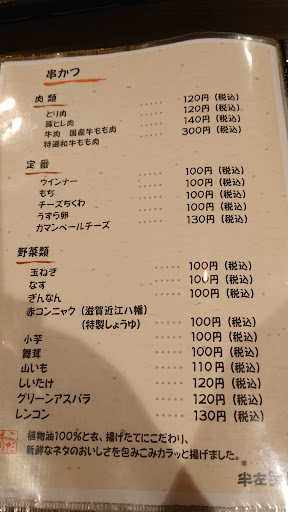 串かつ
肉類
とり肉 ····· 120円(税込)
豚ヒレ肉 ····· 120円(税込)
牛肉 国産牛もも肉 ····· 140円(税込)
特選和牛もも肉 ····· 300円(税込)
定番
ウインナー ····· 100円(税込)
もち ····· 100円(税込)
チーズちくわ ····· 100円(税込)
うずら卵 ····· 100円(税込)
カマンベールチーズ ····· 130円(税込)
野菜類
玉ねぎ ····· 100円(税込)
なす ····· 100円(税込)
ぎんなん ····· 100円(税込)
赤コンニャク(滋賀近江八幡)
(特製しょうゆ) 100円(税込)
小芋 ····· 100円(税込)
舞茸 ····· 100円(税込)
山いも ····· 110円(税込)
しいたけ ····· 120円(税込)
グリーンアスパラ ····· 120円(税込)
レンコン ····· 130円(税込)
植物油100%と衣、揚げたてにこだわり、
新鮮なネタのおいしさを包みこみカラッと揚げました。
半左